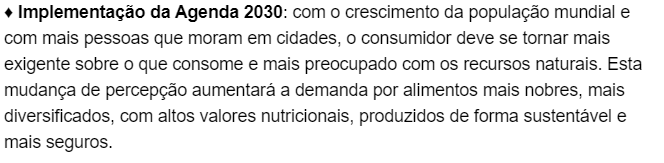 ♦ Implementação da Agenda 2030: com o crescimento da população mundial e
com mais pessoas que moram em cidades, o consumidor deve se tornar mais
exigente sobre o que consome e mais preocupado com os recursos naturais. Esta
mudança de percepção aumentará a demanda por alimentos mais nobres, mais
diversificados, com altos valores nutricionais, produzidos de forma sustentável e
mais seguros.